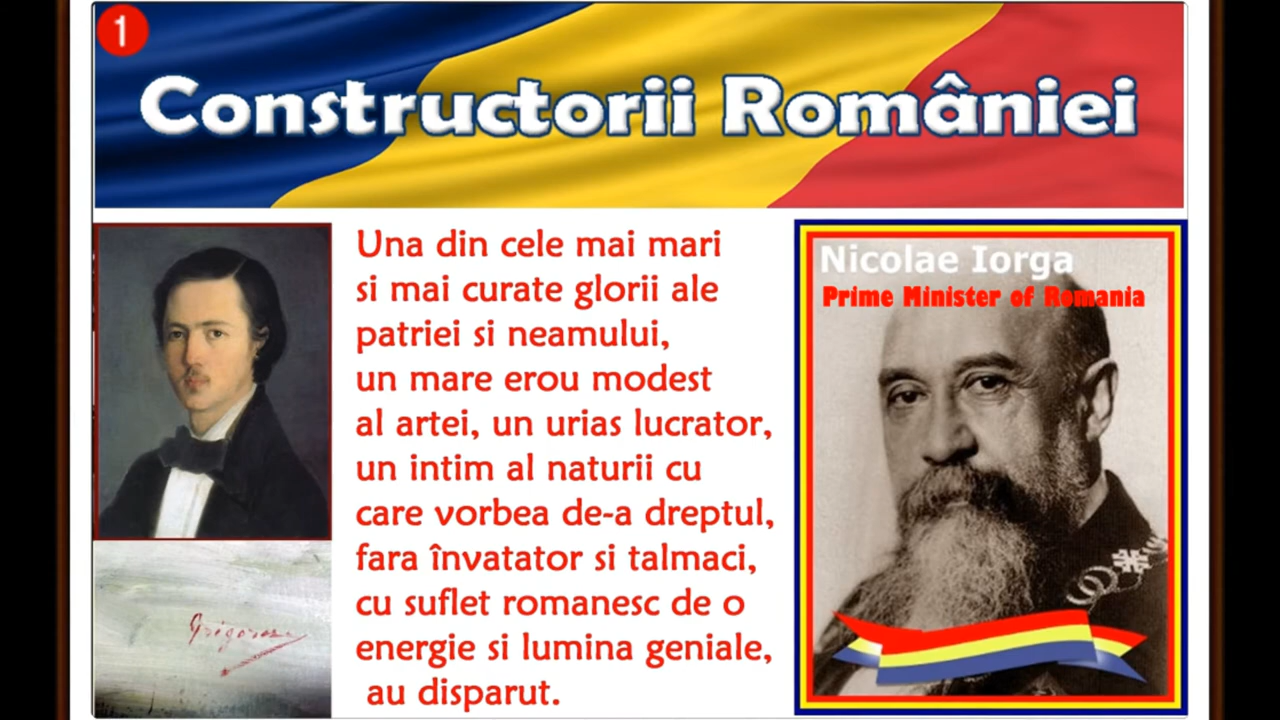 1
Constructorii României
Una din cele mai mari
si mai curate glorii ale
patriei si neamului,
un mare erou modest
al artei, un urias lucrator,
un intim al naturii cu
care vorbea de-a dreptul,
fara învatator si talmaci,
cu suflet romanesc de o
energie si lumina geniale,
au disparut.
Grigorescu
Nicolae Iorga
Prime Minister of Romania